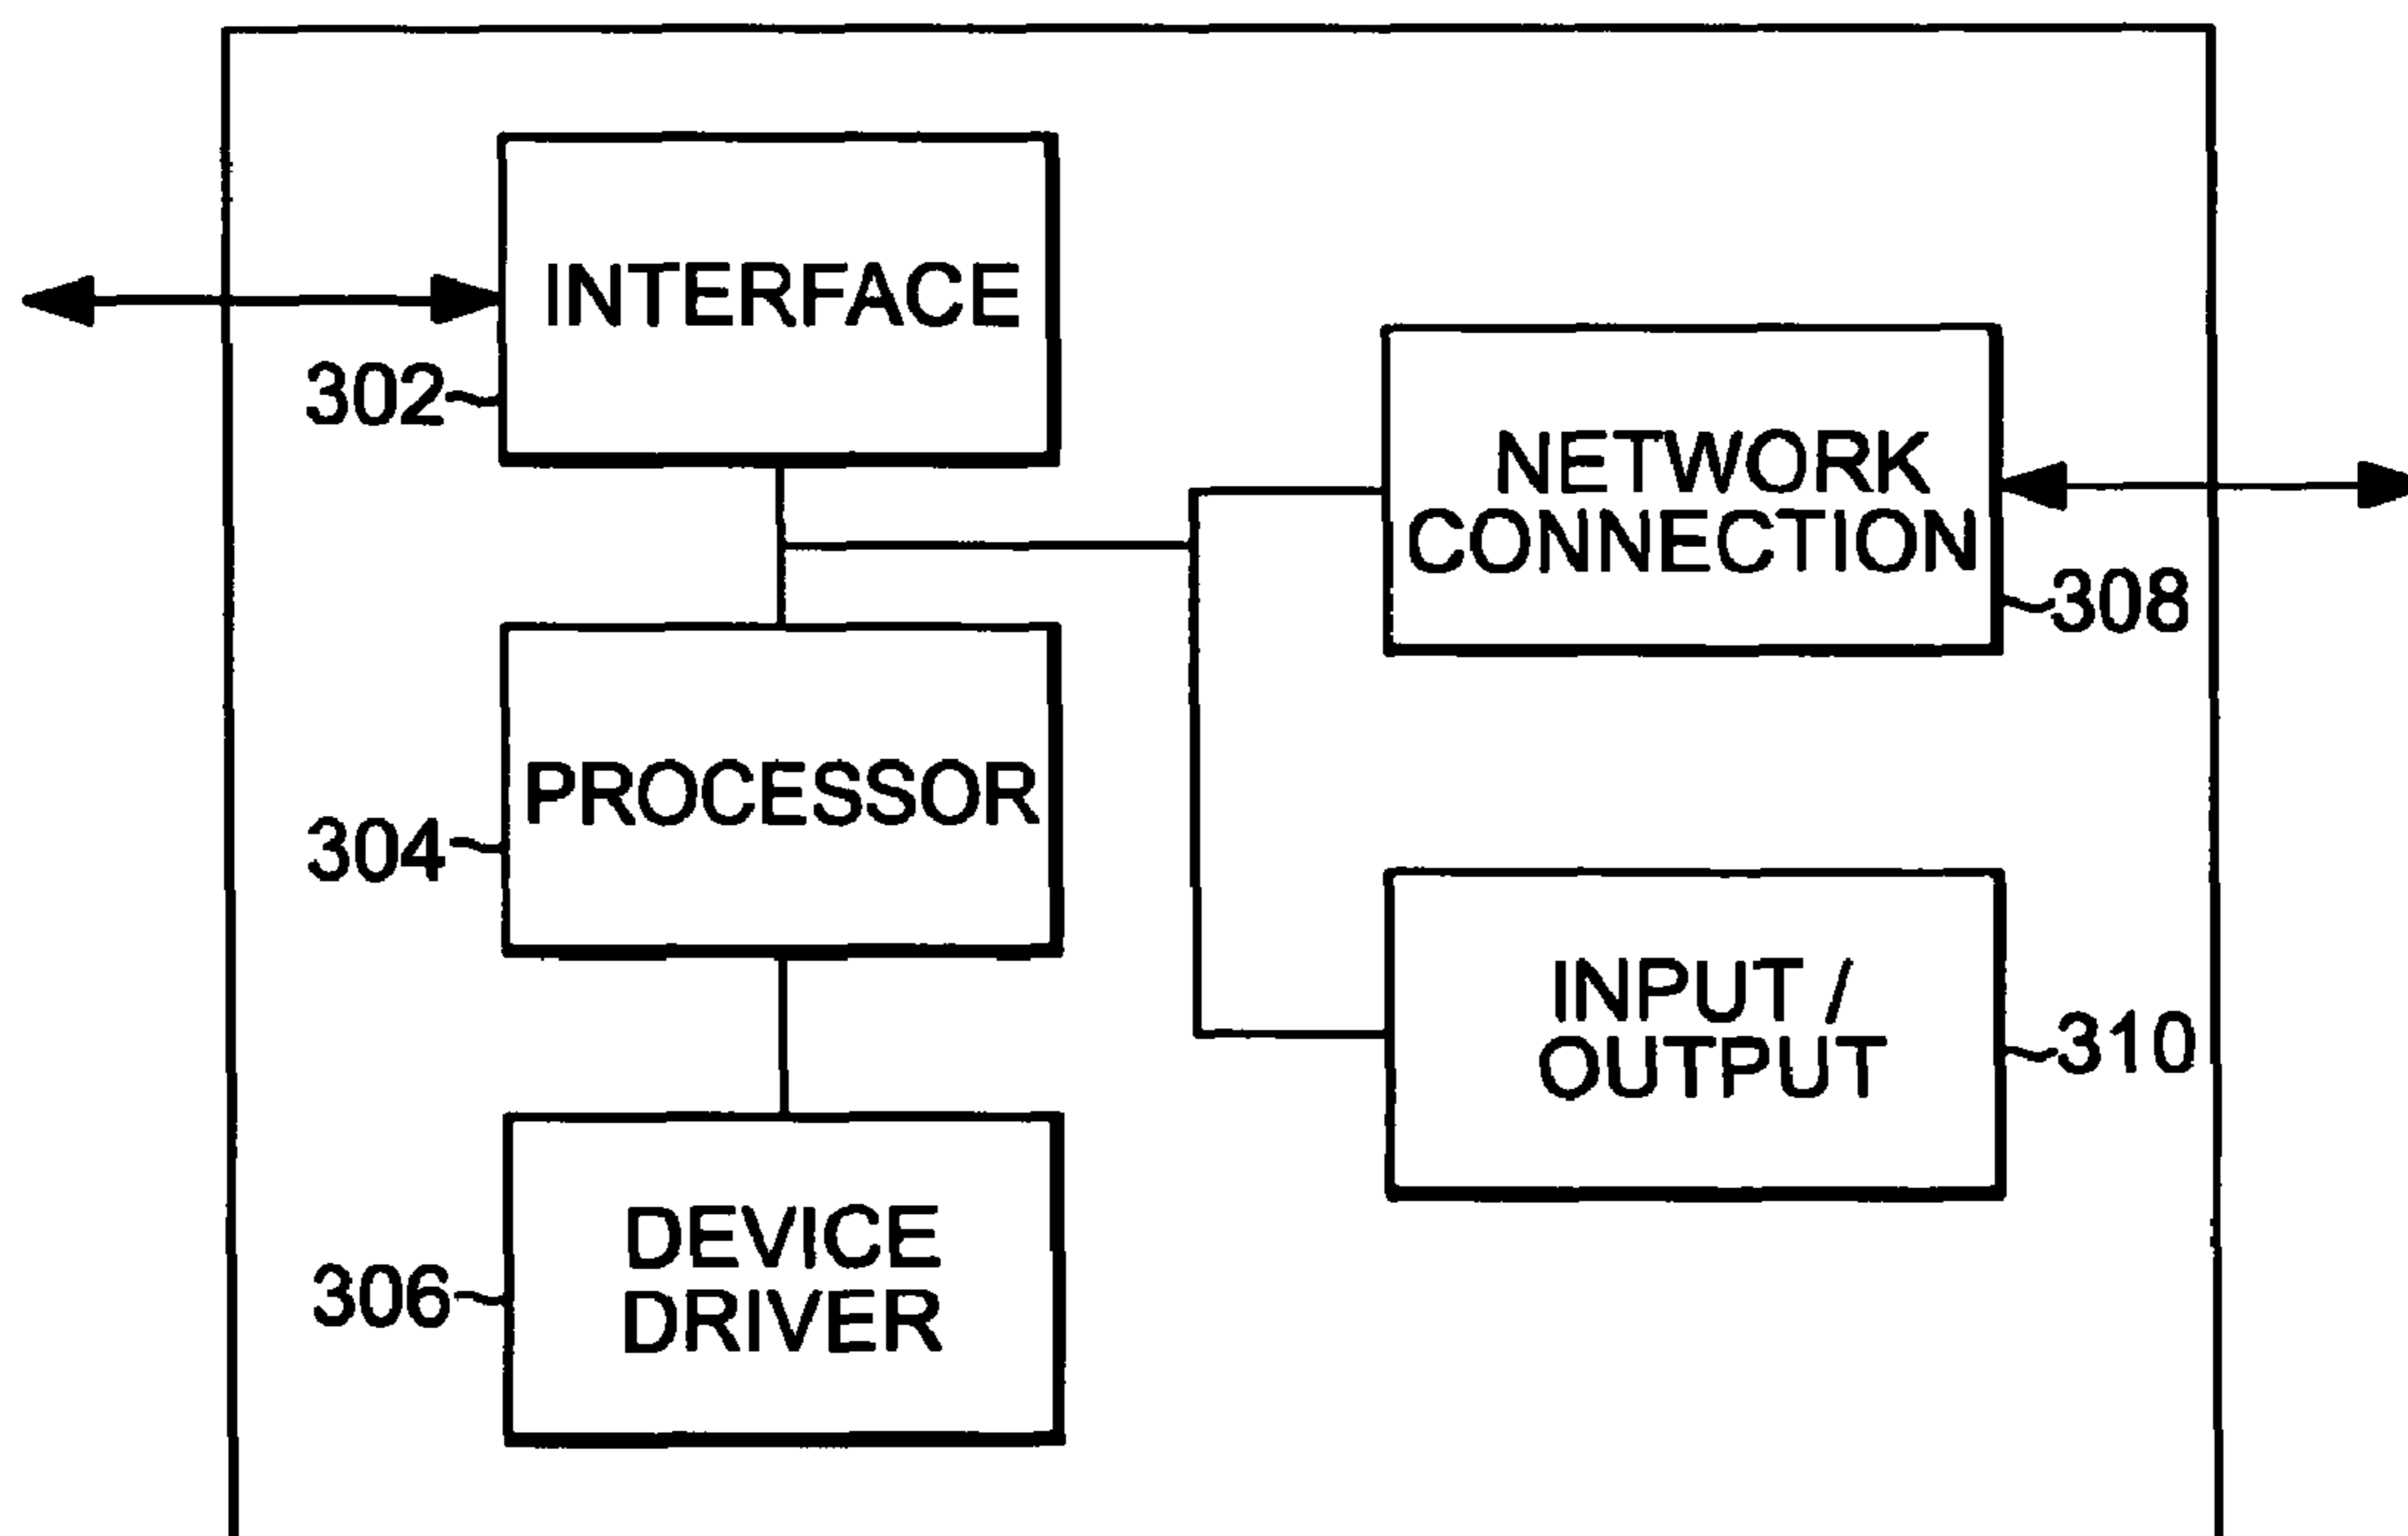 INTERFACE
302
NETWORK
CONNECTION
308
PROCESSOR
304
INPUT /
OUTPUT
310
DEVICE
DRIVER
306